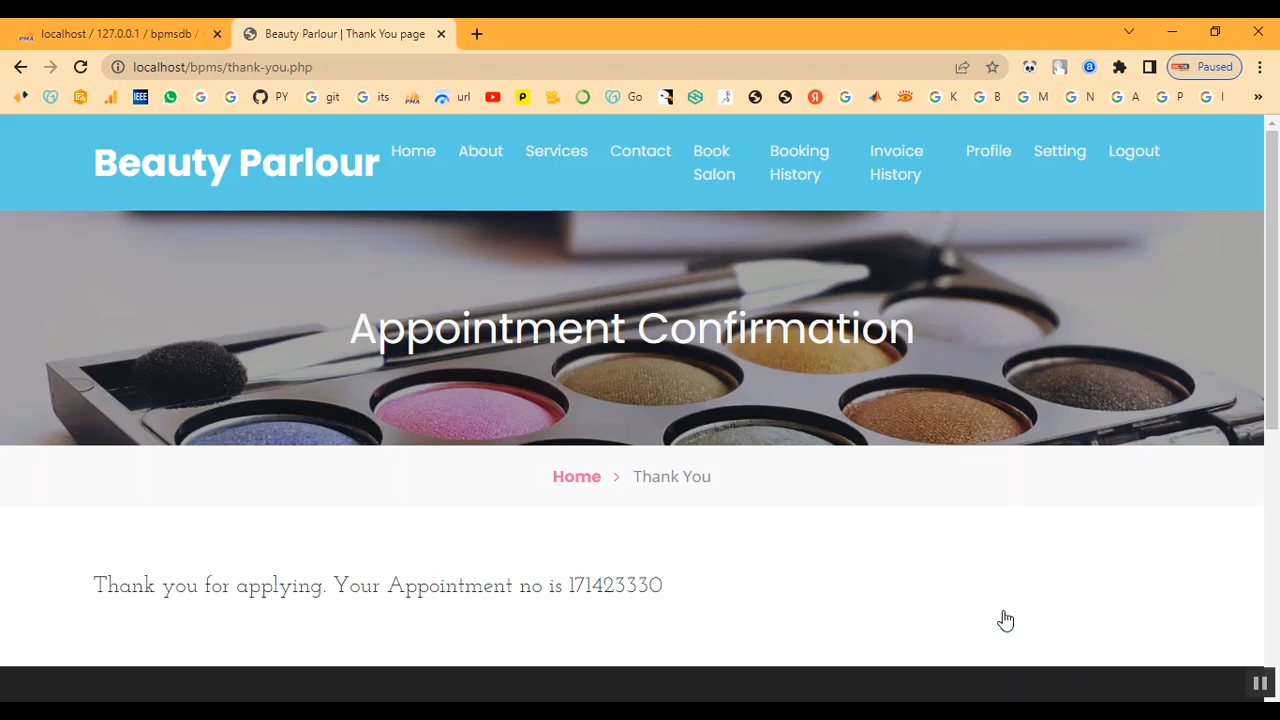 localhost / 127.0.0.1 / bpmsdb /
Beauty Parlour | Thank You page
localhost/bpms/thank-you.php
Paused
IEEE
PY
git
its
url
Go
K
B
M
N
A
P
I
»
Beauty Parlour
Home
About
Services
Contact
Book
Salon
Booking
History
Invoice
History
Profile
Setting
Logout
Appointment Confirmation
Home > Thank You
Thank you for applying. Your Appointment no is 171423330